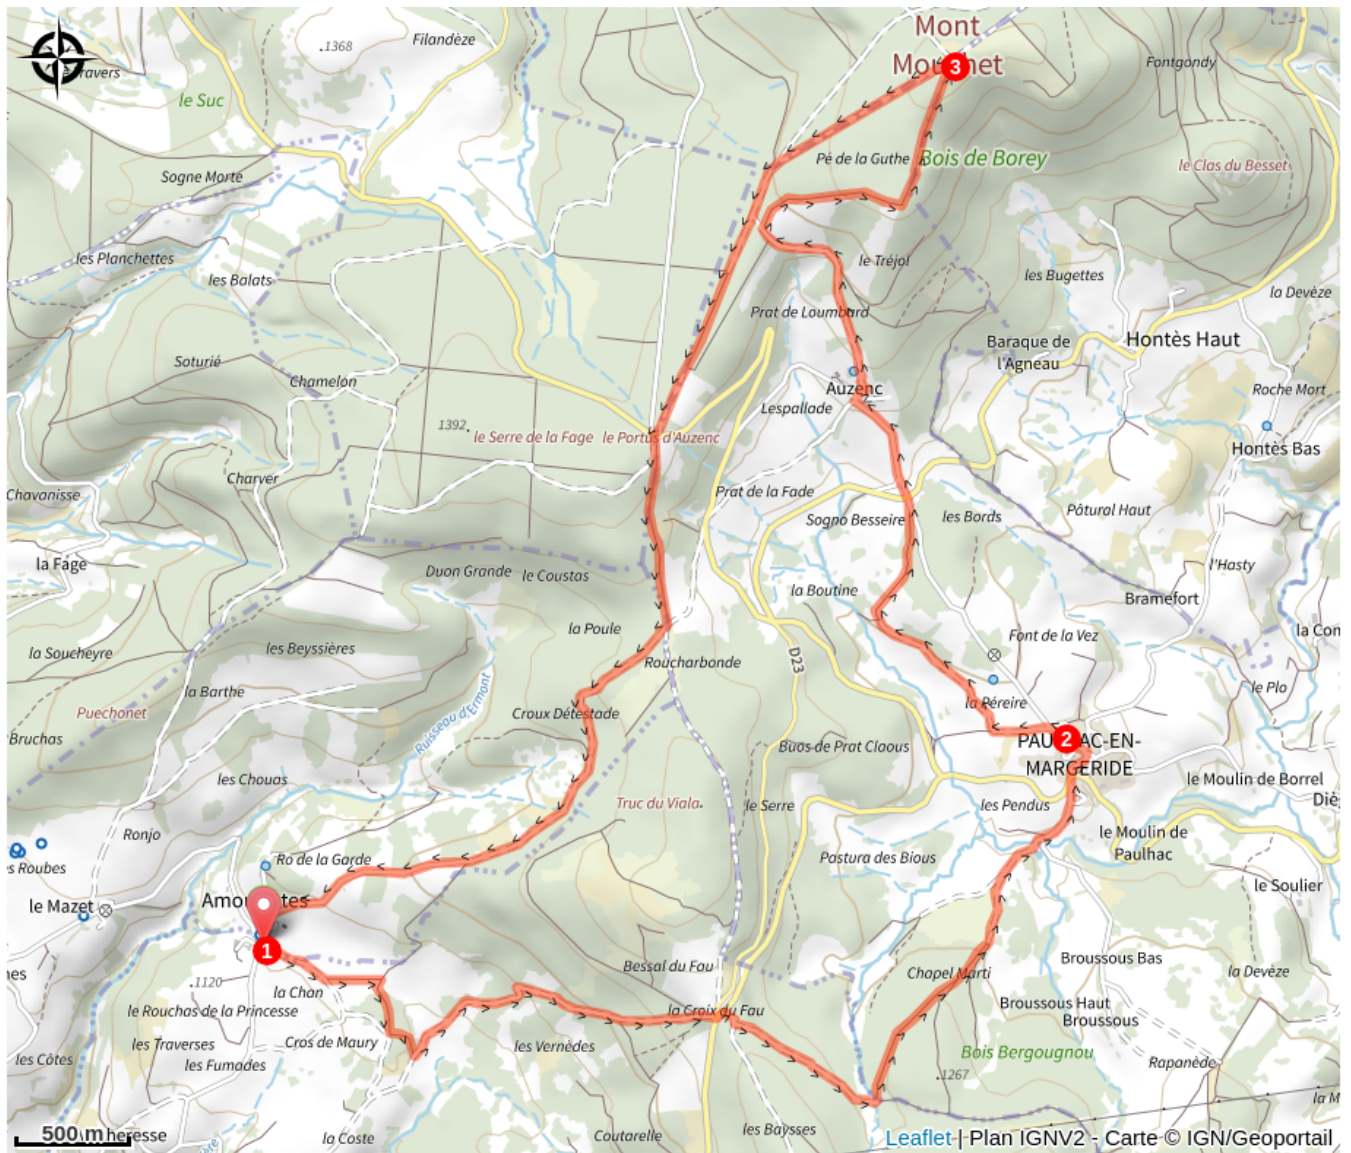 Mont
Filandèze
.1368
3
Fontgondy
le Suc
Pé de la Guthe
Bois de Borey
le Clas du Besset
Sogne Morte
les Planchettes
le Tréjol
les Balats
les Bugettes
la Devèze
Prat de Loumbard
Baraque de
l'Agneau
Hontès Haut
Soturié
Chamelon
Auzenc
Roche Mort
Lespallade
1392.
le Serre de la Fage
le Portus d'Auzenc
Hontès Bas
Charver
Chavanisse
Prat de la Fade
Sogno Besseire
les Bords
Pâtural Haut
la Fage
Duon Grande
le Coustas
l'Hasty
la Boutine
Bramefort
la Poule
Font de la Vez
la Con
la Soucheyre
les Beyssières
Roucharbonde
D23
la Barthe
le Plo
la Péreire
Puechonet
Croux Détestade
Ruisseau d'Ermont
Bruchas
2
Buos de Prat Claous
MARGERIDE
les Chouas
le Moulin de Borrel
Truc du Viala.
le Serre
les Pendus
Ronjo
le Moulin de
Paulhac
Ro de la Garde
Pastura des Bious
s Roubes
le Soulier
le Mazet
1
Broussous Bas
Bessal du Fau
Chapel Marti
la Devèze
nes
.1120
la Chan
Broussous Haut
le Rouchas de la Princesse
la Croix du Fau
Broussous
Cros de Maury
les Traverses
les Vernèdes
Bois Bergougnou
les Côtes
les Fumades
Rapanède
.1267
la M
500 m
heresse
la Coste
Coutarelle
les Baysses
Leaflet | Plan IGNV2 - Carte © IGN/Geoportail